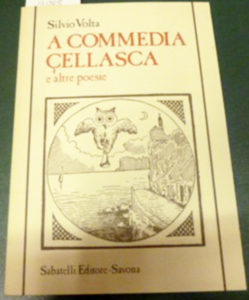 Silvio Volta
A COMMEDIA
ÇELLASCA
e altre poesie
Sabatelli Editore-Savona